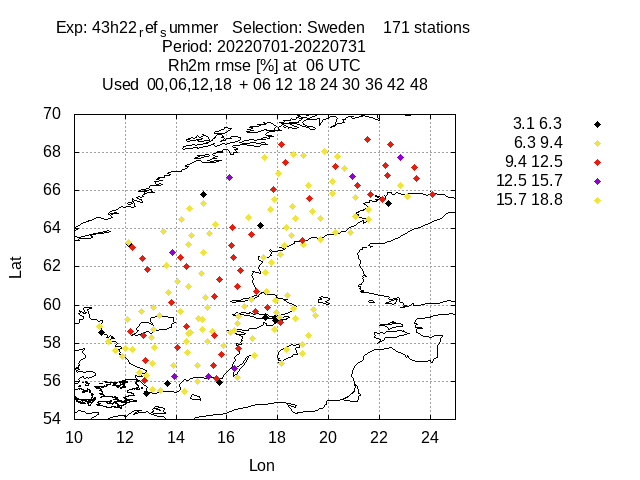 Exp: 43h22refsummer Selection: Sweden 171 stations
Period: 20220701-20220731
Rh2m rmse [%] at 06 UTC
Used 00,06,12,18 + 06 12 18 24 30 36 42 48
3.1 6.3
6.3 9.4
9.4 12.5
12.5 15.7
15.7 18.8
70
68
66
64
62
60
58
56
54
Lat
10 12 14 16 18 20 22 24
Lon